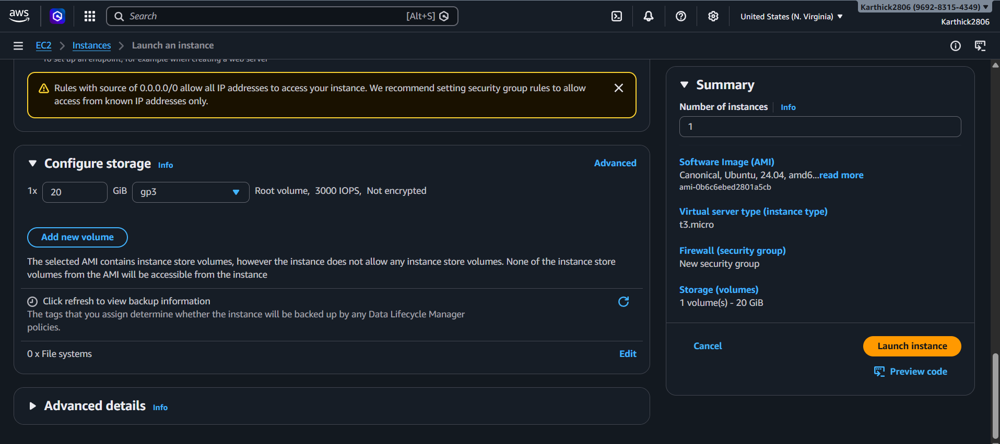 aws
Search
[Alt+S]
United States (N. Virginia)
Karthick2806 (9692-8315-4349)
Karthick2806
EC2
Instances
Launch an instance
To set up an endpoint, for example when creating a web server
Rules with source of 0.0.0.0/0 allow all IP addresses to access your instance. We recommend setting security group rules to allow
access from known IP addresses only.
Configure storage Info
Advanced
1x 20 GiB gp3 Root volume, 3000 IOPS, Not encrypted
Add new volume
The selected AMI contains instance store volumes, however the instance does not allow any instance store volumes. None of the instance store
volumes from the AMI will be accessible from the instance
Click refresh to view backup information
The tags that you assign determine whether the instance will be backed up by any Data Lifecycle Manager
policies.
0 x File systems
Edit
Advanced details Info
Summary
Number of instances Info
1
Software Image (AMI)
Canonical, Ubuntu, 24.04, amd6...read more
ami-0b6c6ebed2801a5cb
Virtual server type (instance type)
t3.micro
Firewall (security group)
New security group
Storage (volumes)
1 volume(s) - 20 GiB
Cancel
Launch instance
Preview code